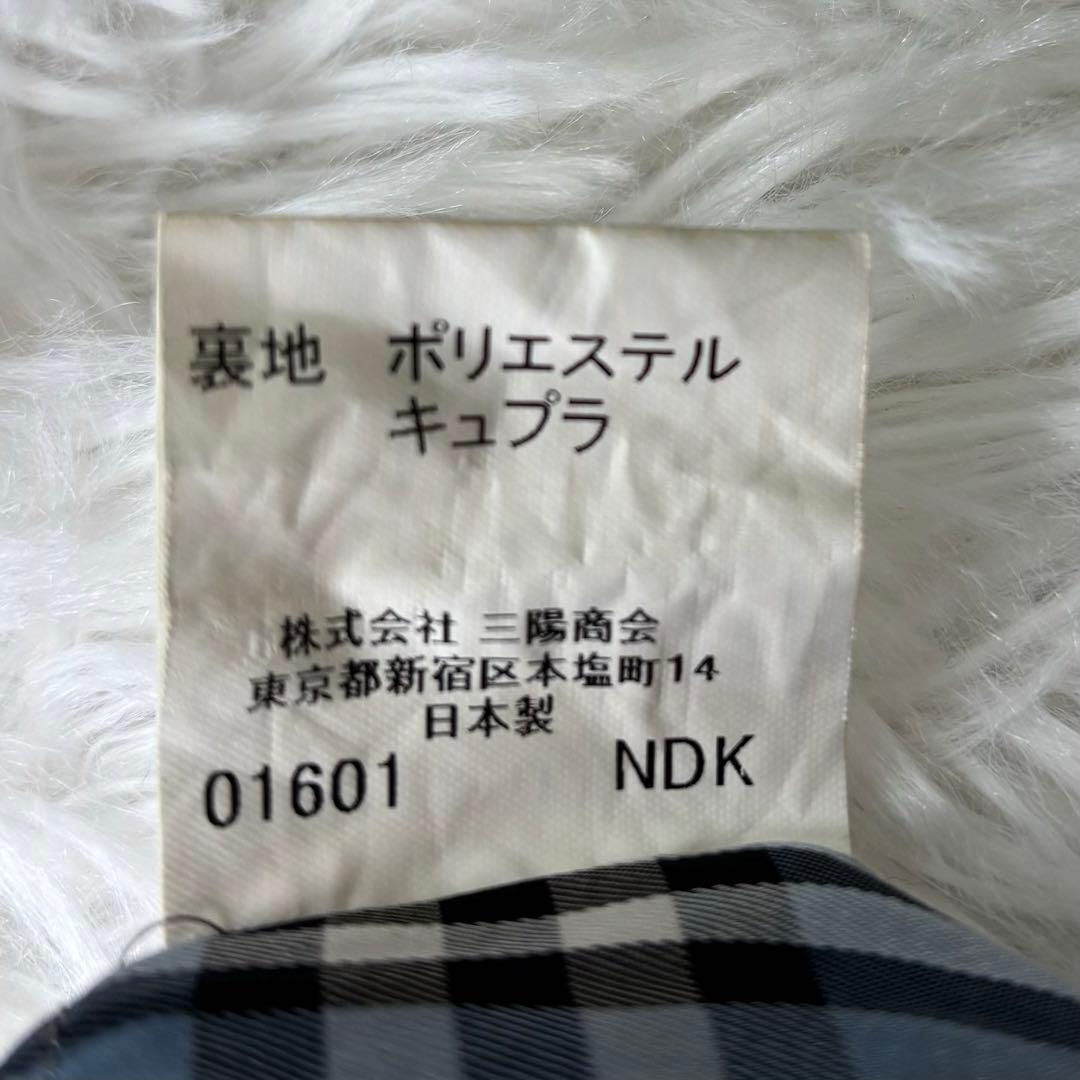 裏地 ポリエステル
キュプラ
株式会社 三陽商会
東京都新宿区本塩町14
日本製
01601 NDK